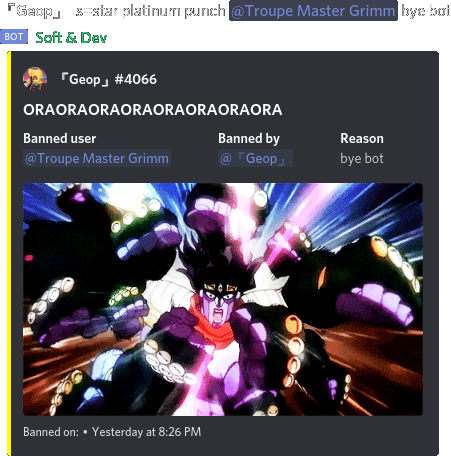 『Geop』 s=star platinum punch @Troupe Master Grimm bye bot
BOT Soft & Dev
『Geop』#4066
ORAORAORAORAORAORAORAORA
Banned user Banned by Reason
@Troupe Master Grimm @『Geop』 bye bot
Banned on: • Yesterday at 8:26 PM